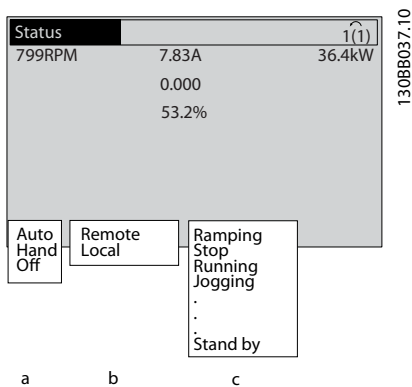 Status 1(1)
799RPM 7.83A 36.4kW
0.000
53.2%
Auto
Hand
Off
Remote
Local
Ramping
Stop
Running
Jogging
.
.
.
Stand by
a b c
130BB037.10